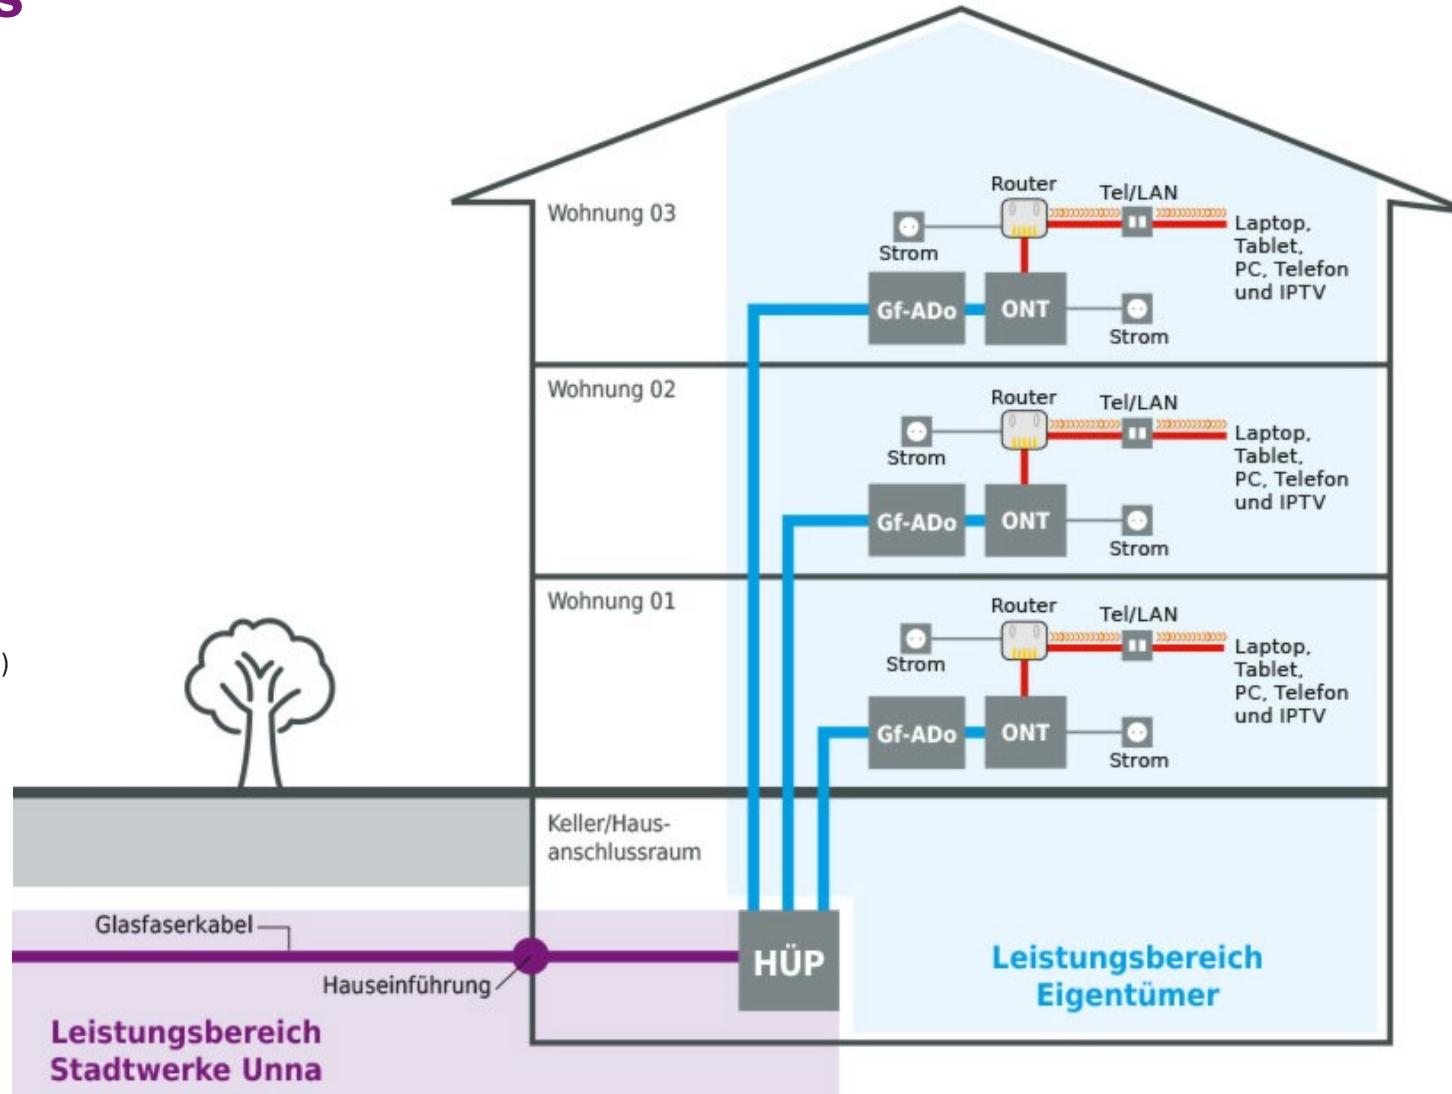 s
Wohnung 03
Router
Tel/LAN
Strom
Laptop,
Tablet,
PC, Telefon
und IPTV
Gf-ADo
ONT
Strom
Wohnung 02
Router
Tel/LAN
Strom
Laptop,
Tablet,
PC, Telefon
und IPTV
Gf-ADo
ONT
Strom
Wohnung 01
Router
Tel/LAN
Strom
Laptop,
Tablet,
PC, Telefon
und IPTV
Gf-ADo
ONT
Strom
)
Keller/Haus-
anschlussraum
Glasfaserkabel
Hauseinführung
HÜP
Leistungsbereich
Eigentümer
Leistungsbereich
Stadtwerke Unna